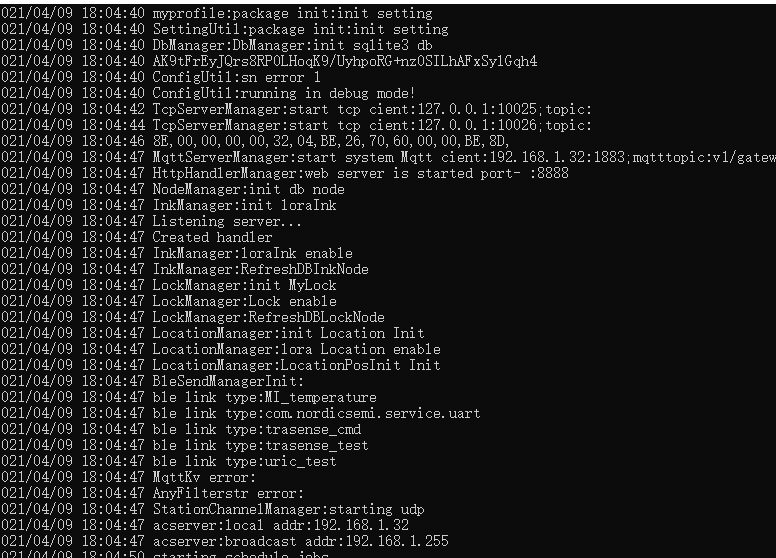 021/04/09 18:04:40 myprofile:package init:init setting
021/04/09 18:04:40 SettingUtil:package init:init setting
021/04/09 18:04:40 DbManager:DbManager:init sqlite3 db
021/04/09 18:04:40 AK9tFrEyJQrs8RP0LHoqK9/UyhpoRG+nz0SILhAFxSy1Gqh4
021/04/09 18:04:40 ConfigUtil:sn error 1
021/04/09 18:04:40 ConfigUtil:running in debug mode!
021/04/09 18:04:42 TcpServerManager:start tcp cient:127.0.0.1:10025;topic:
021/04/09 18:04:44 TcpServerManager:start tcp cient:127.0.0.1:10026;topic:
021/04/09 18:04:46 8E,00,00,00,00,32,04,BE,26,70,60,00,00,BE,8D,
021/04/09 18:04:47 MqttServerManager:start system Mqtt cient:192.168.1.32:1883;mqtttopic:v1/gatew
021/04/09 18:04:47 HttpHandlerManager:web server is started port- :8888
021/04/09 18:04:47 NodeManager:init db node
021/04/09 18:04:47 InkManager:init loraInk
021/04/09 18:04:47 Listening server...
021/04/09 18:04:47 Created handler
021/04/09 18:04:47 InkManager:loraInk enable
021/04/09 18:04:47 InkManager:RefreshDBInkNode
021/04/09 18:04:47 LockManager:init MyLock
021/04/09 18:04:47 LockManager:Lock enable
021/04/09 18:04:47 LockManager:RefreshDBLockNode
021/04/09 18:04:47 LocationManager:init Location Init
021/04/09 18:04:47 LocationManager:lora Location enable
021/04/09 18:04:47 LocationManager:LocationPosInit Init
021/04/09 18:04:47 BleSendManagerInit:
021/04/09 18:04:47 ble link type:MI_temperature
021/04/09 18:04:47 ble link type:com.nordicsemi.service.uart
021/04/09 18:04:47 ble link type:trasense_cmd
021/04/09 18:04:47 ble link type:trasense_test
021/04/09 18:04:47 ble link type:uric_test
021/04/09 18:04:47 MqttKv error:
021/04/09 18:04:47 AnyFilterstr error:
021/04/09 18:04:47 StationChannelManager:starting udp
021/04/09 18:04:47 acserver:local addr:192.168.1.32
021/04/09 18:04:47 acserver:broadcast addr:192.168.1.255
021/04/09 18:04:50 starting schedule jobs